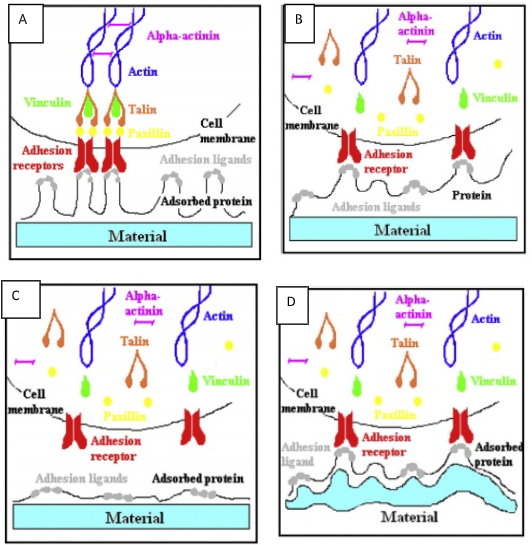 A
Alpha-actinin
Actin
Vinculin
Talin
Paxillin
Cell
membrane
Adhesion
receptors
Adhesion ligands
Adsorbed protein
Material
B
Alpha-
actinin
Actin
Talin
Vinculin
Cell
membrane
Paxillin
Adhesion
receptor
Protein
Adhesion ligands
Material
C
Alpha-
actinin
Actin
Talin
Vinculin
Cell
membrane
Paxillin
Adhesion
receptor
Adhesion ligands
Adsorbed protein
Material
D
Alpha-
actinin
Actin
Talin
Vinculin
Cell
membrane
Paxillin
Adhesion
receptor
Adhesion
ligand
Adsorbed
protein
Material